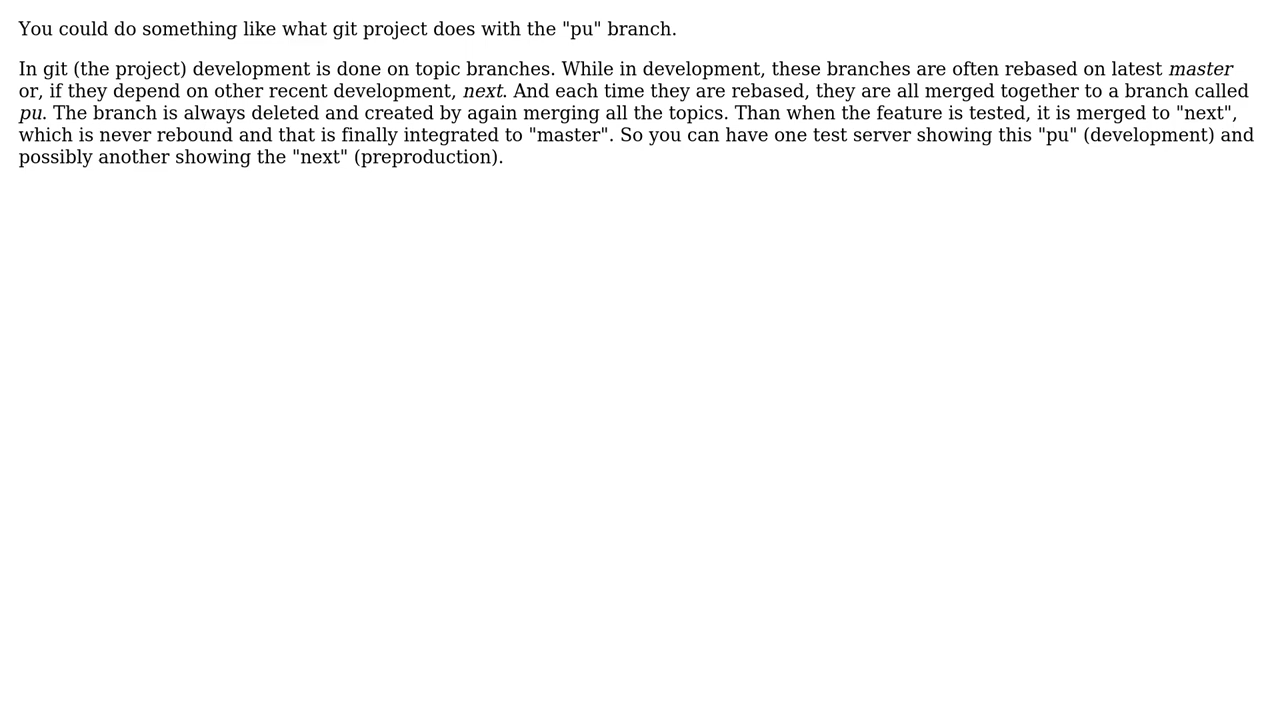 You could do something like what git project does with the "pu" branch.
In git (the project) development is done on topic branches. While in development, these branches are often rebased on latest master
or, if they depend on other recent development, next. And each time they are rebased, they are all merged together to a branch called
pu. The branch is always deleted and created by again merging all the topics. Than when the feature is tested, it is merged to "next",
which is never rebound and that is finally integrated to "master". So you can have one test server showing this "pu" (development) and
possibly another showing the "next" (preproduction).